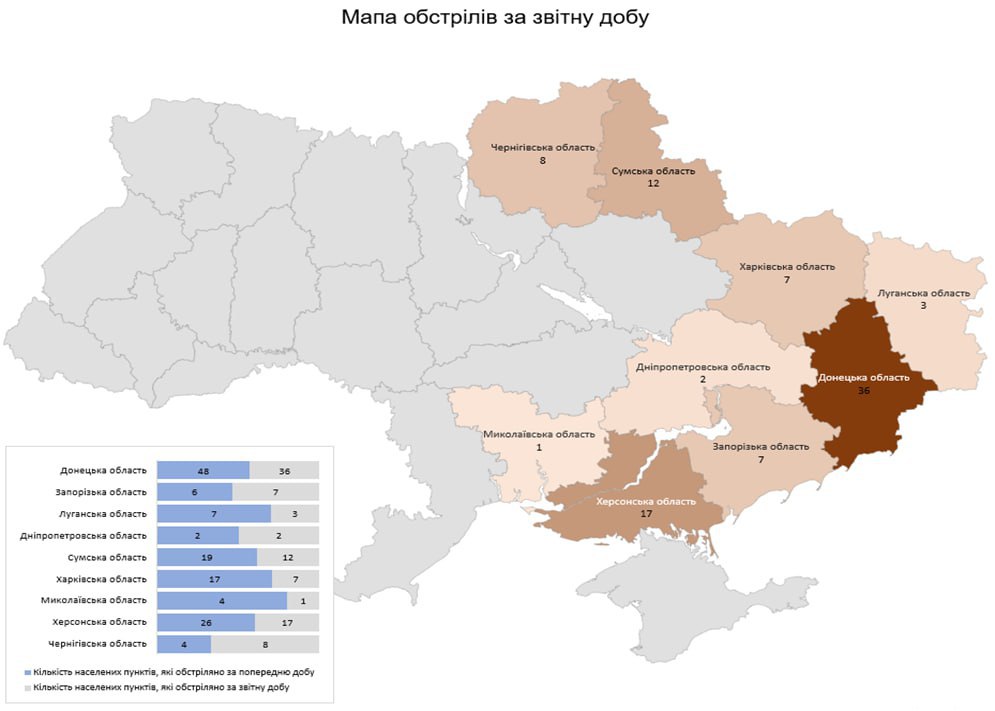 Мапа обстрілів за звітну добу
Чернігівська область
8
Сумська область
12
Харківська область
7
Луганська область
3
Дніпропетровська область
2
Донецька область
36
Миколаївська область
1
Запорізька область
7
Херсонська область
17
Донецька область 48 36
Запорізька область 6 7
Луганська область 7 3
Дніпропетровська область 2 2
Сумська область 19 12
Харківська область 17 7
Миколаївська область 4 1
Херсонська область 26 17
Чернігівська область 4 8
Кількість населених пунктів, які обстріляно за попередню добу
Кількість населених пунктів, які обстріляно за звітну добу